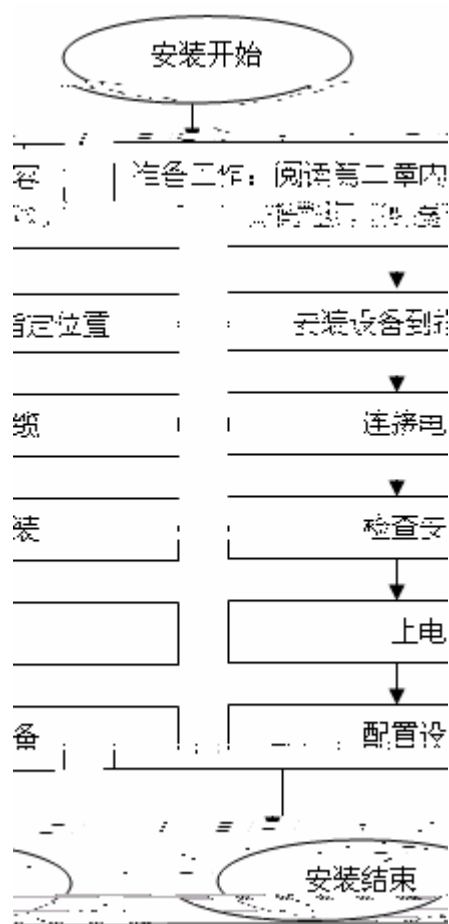 安装开始
容 准备工作：阅读第二章内
指定位置 安装设备到
缆 连接电
装 检查安
上电
备 配置设
安装结束